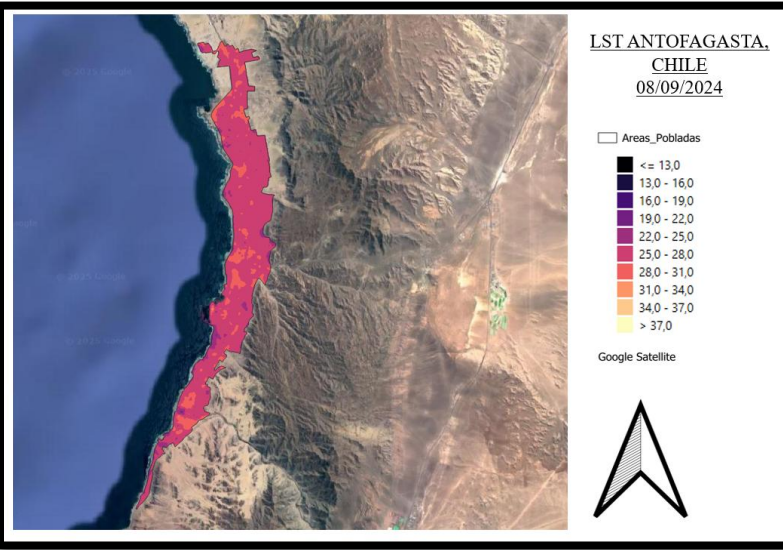 LST ANTOFAGASTA,
CHILE
08/09/2024
Areas_Pobladas
<= 13,0
13,0 - 16,0
16,0 - 19,0
19,0 - 22,0
22,0 - 25,0
25,0 - 28,0
28,0 - 31,0
31,0 - 34,0
34,0 - 37,0
> 37,0
Google Satellite